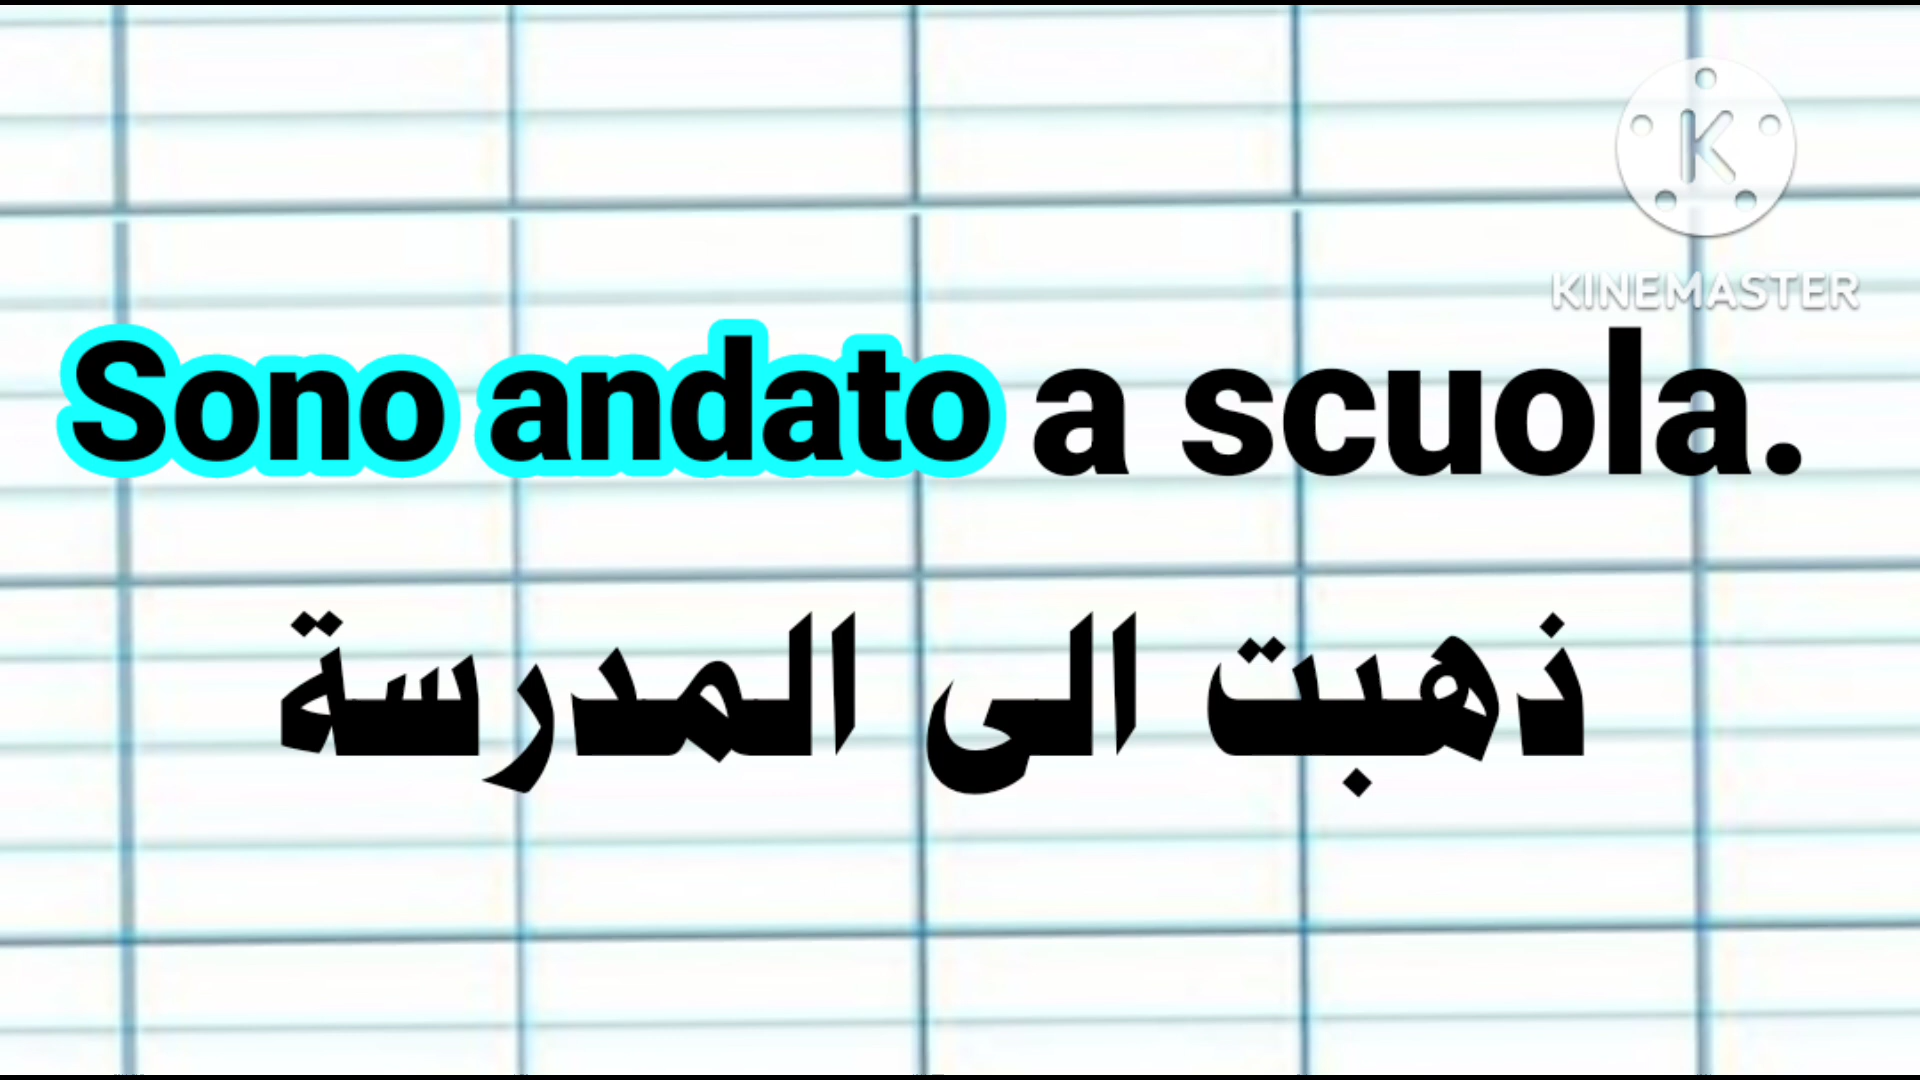 K
KINEMASTER
Sono andato a scuola.
ذهبت الى المدرسة